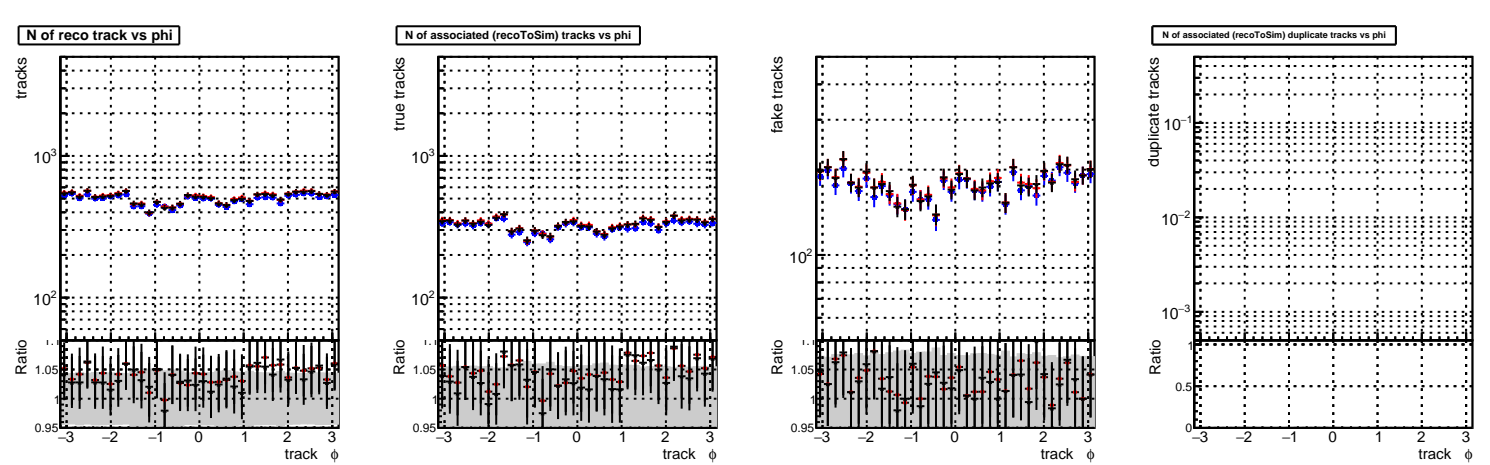 N of reco track vs phi
tracks
10³
10²
Ratio
1.05
1
0.95
−3 −2 −1 0 1 2 3
track φ
N of associated (recoToSim) tracks vs phi
true tracks
10³
10²
Ratio
1.05
1
0.95
−3 −2 −1 0 1 2 3
track φ
fake tracks
10²
Ratio
1.05
1
0.95
−3 −2 −1 0 1 2 3
track φ
N of associated (recoToSim) duplicate tracks vs phi
duplicate tracks
10⁻¹
10⁻²
10⁻³
Ratio
1
0.5
0
−3 −2 −1 0 1 2 3
track φ